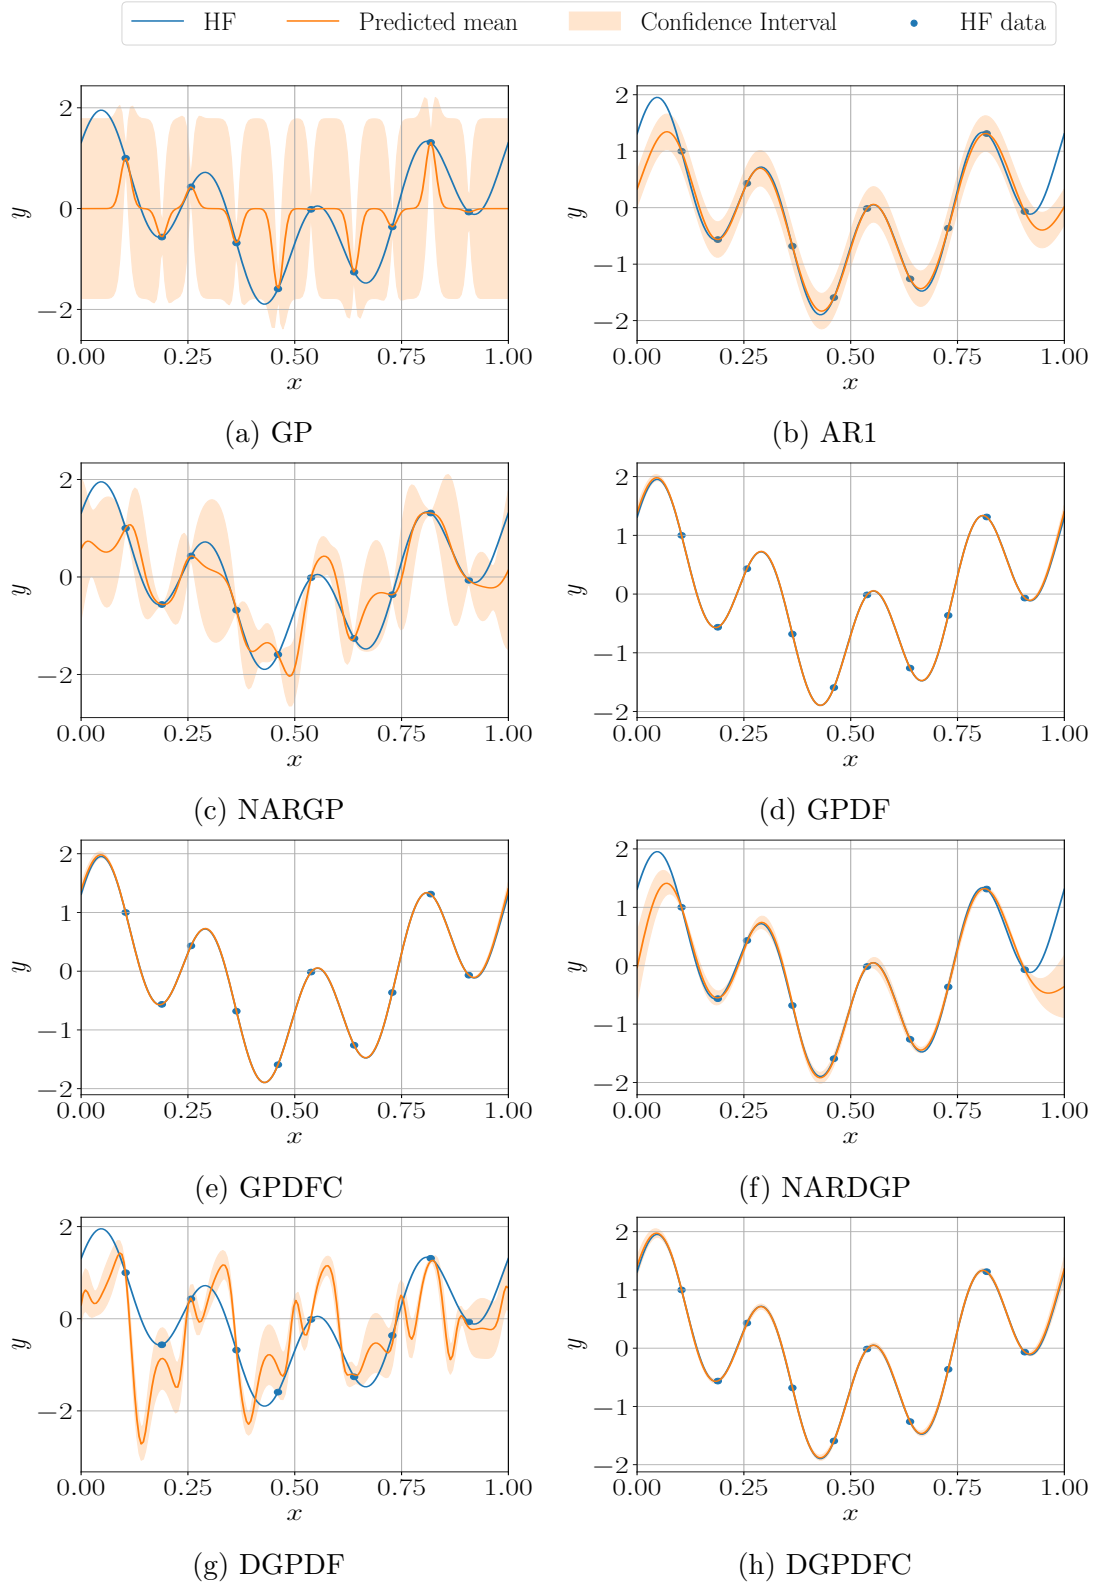 HF Predicted mean Confidence Interval HF data
2
0
−2
y
0.00 0.25 0.50 0.75 1.00
x
(a) GP
2
1
0
−1
−2
y
0.00 0.25 0.50 0.75 1.00
x
(b) AR1
2
0
−2
y
0.00 0.25 0.50 0.75 1.00
x
(c) NARGP
2
1
0
−1
−2
y
0.00 0.25 0.50 0.75 1.00
x
(d) GPDF
2
1
0
−1
−2
y
0.00 0.25 0.50 0.75 1.00
x
(e) GPDFC
2
1
0
−1
−2
y
0.00 0.25 0.50 0.75 1.00
x
(f) NARDGP
2
0
−2
y
0.00 0.25 0.50 0.75 1.00
x
(g) DGPDF
2
1
0
−1
−2
y
0.00 0.25 0.50 0.75 1.00
x
(h) DGPDFC